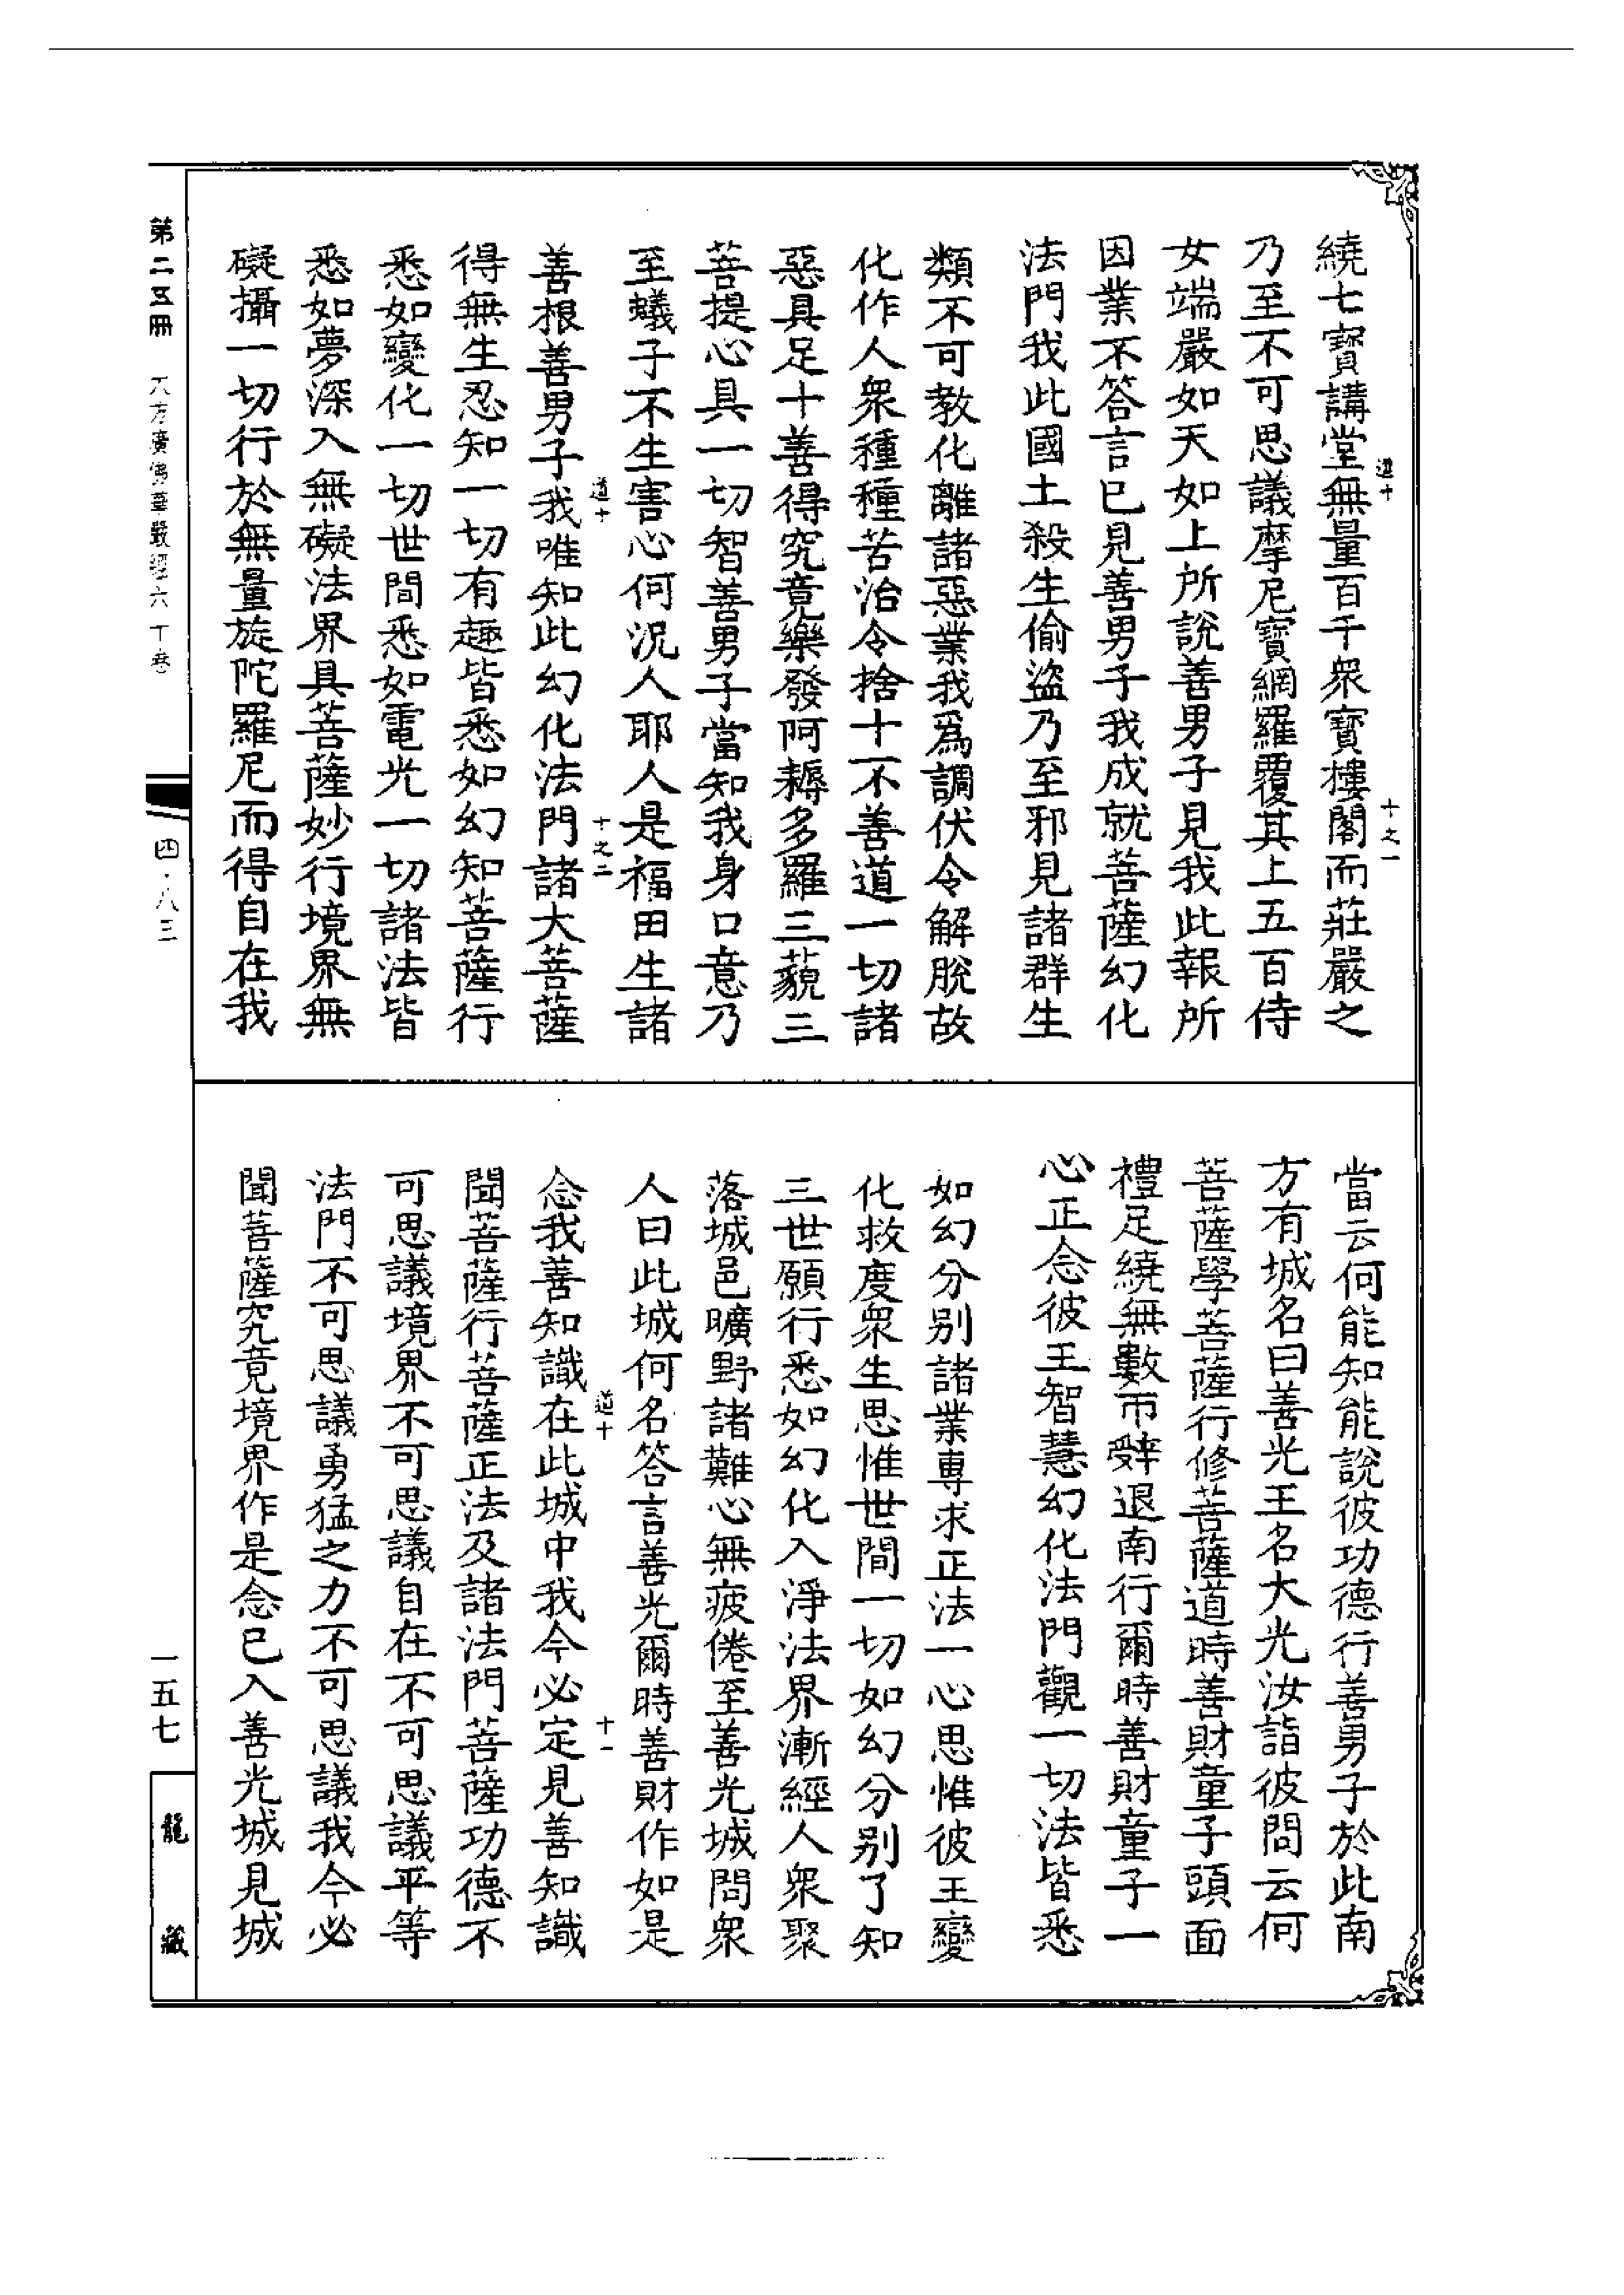 繞七寶講堂無量百千衆寶樓閣而莊嚴之
道十
十之一
乃至不可思議摩尼寶網羅覆其上五百侍
女端嚴如天如上所說善男子見我此報所
因業不答言已見善男子我成就菩薩幻化
法門我此國土殺生偷盜乃至邪見諸群生
類不可教化離諸惡業我爲調伏令解脫故
化作人衆種種苦治令捨十不善道一切諸
惡具足十善得究竟樂發阿耨多羅三藐三
菩提心具一切智善男子當知我身口意乃
至蟻子不生害心何況人耶人是福田生諸
道十
十之二
善根善男子我唯知此幻化法門諸大菩薩
得無生忍知一切有趣皆悉如幻知菩薩行
悉如變化一切世間悉如電光一切諸法皆
悉如夢深入無礙法界具菩薩妙行境界無
礙攝一切行於無量旋陀羅尼而得自在我
當云何能知能說彼功德行善男子於此南
方有城名曰善光王名大光汝詣彼問云何
菩薩學菩薩行修菩薩道時善財童子頭面
禮足繞無數帀辭退南行爾時善財童子一
心正念彼王智慧幻化法門觀一切法皆悉
如幻分別諸業專求正法一心思惟彼王變
化救度衆生思惟世間一切如幻分別了知
三世願行悉如幻化入淨法界漸經人衆聚
落城邑曠野諸難心無疲倦至善光城問衆
人曰此城何名答言善光爾時善財作如是
道十
十一
念我善知識在此城中我今必定見善知識
聞菩薩行菩薩正法及諸法門菩薩功德不
可思議境界不可思議自在不可思議平等
法門不可思議勇猛之力不可思議我今必
聞菩薩究竟境界作是念已入善光城見城
第二五冊 大方廣佛華嚴經六十卷
四·八三
一五七
龍藏